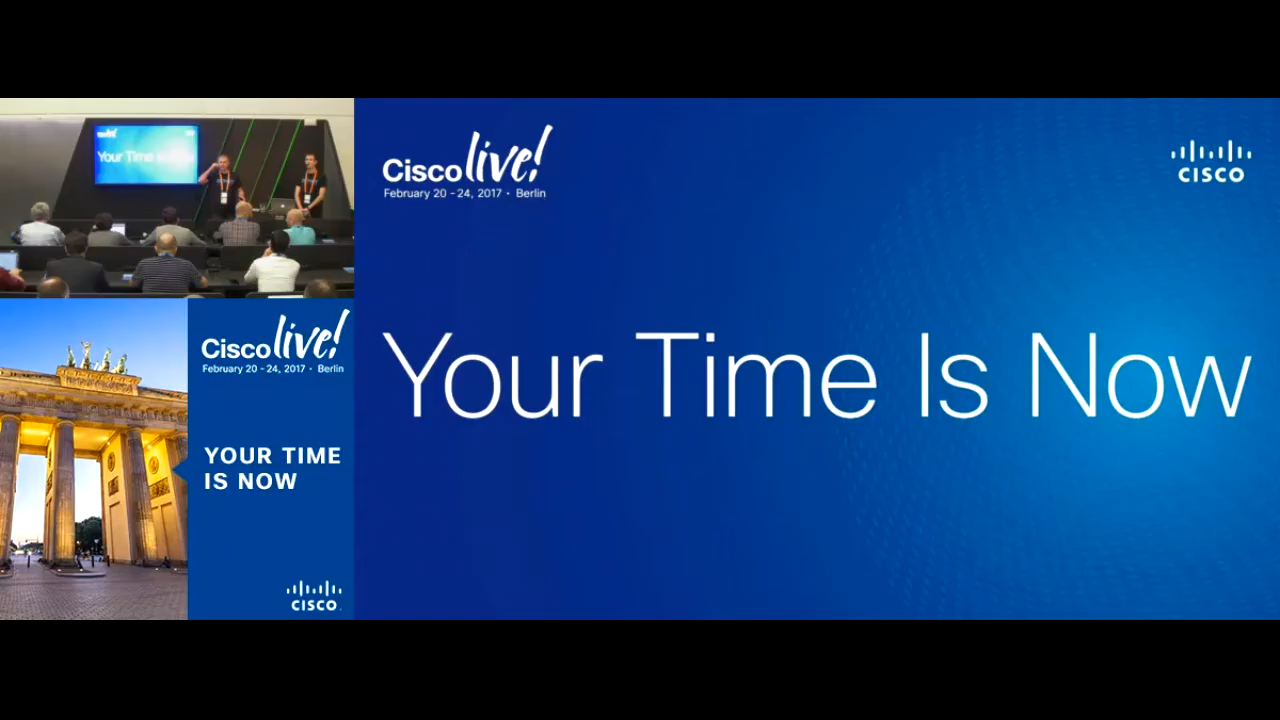 Your Time
Cisco live!
February 20 - 24, 2017 · Berlin
CISCO
Your Time Is Now
Cisco live!
February 20 - 24, 2017 · Berlin
YOUR TIME
IS NOW
CISCO